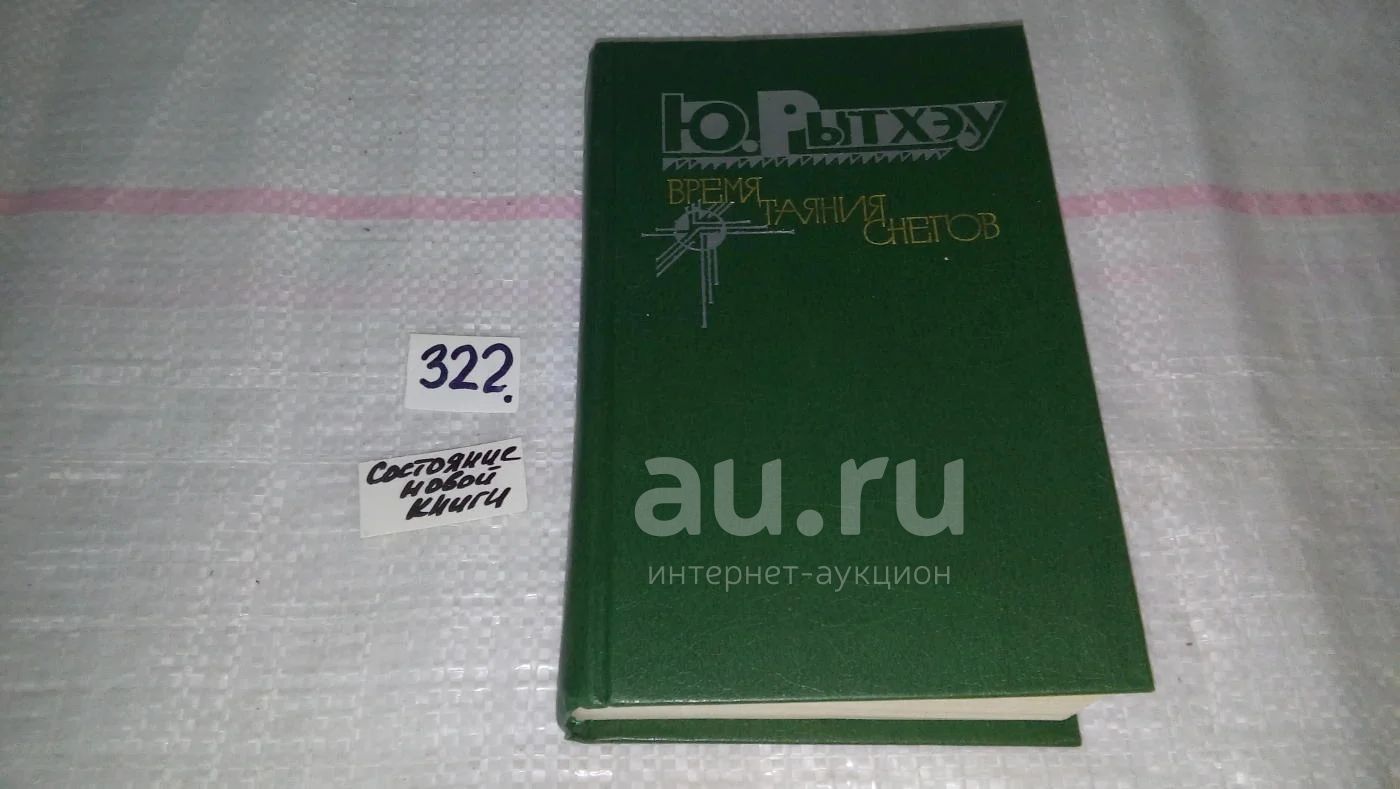 Ю. Рытхэу
ВРЕМЯ
ТАЯНИЯ
СНЕГОВ
322.
Состояние
новой
книги
au.ru
интернет-аукцион